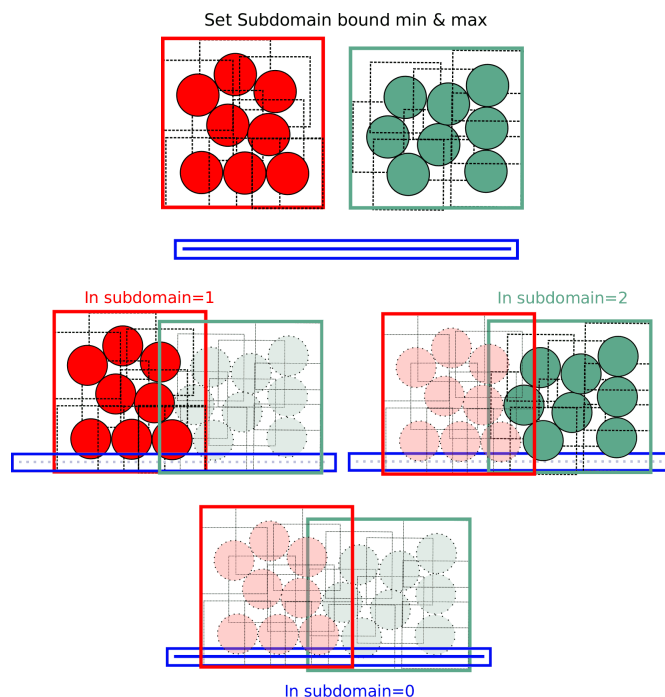 Set Subdomain bound min & max
In subdomain=1
In subdomain=2
In subdomain=0